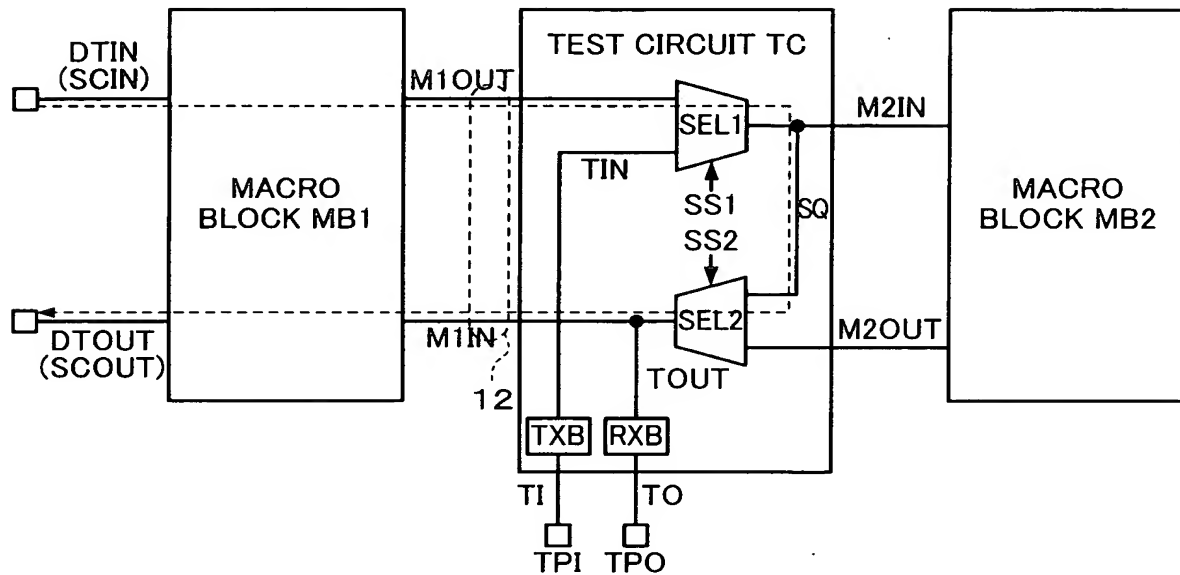 DTIN
(SCIN)
MACRO
BLOCK MB1
DTOUT
(SCOUT)
M1OUT
M1IN
12
TEST CIRCUIT TC
SEL1
TIN
SS1
SS2
SQ
SEL2
TOUT
TXB
RXB
TI
TO
TPI
TPO
M2IN
M2OUT
MACRO
BLOCK MB2